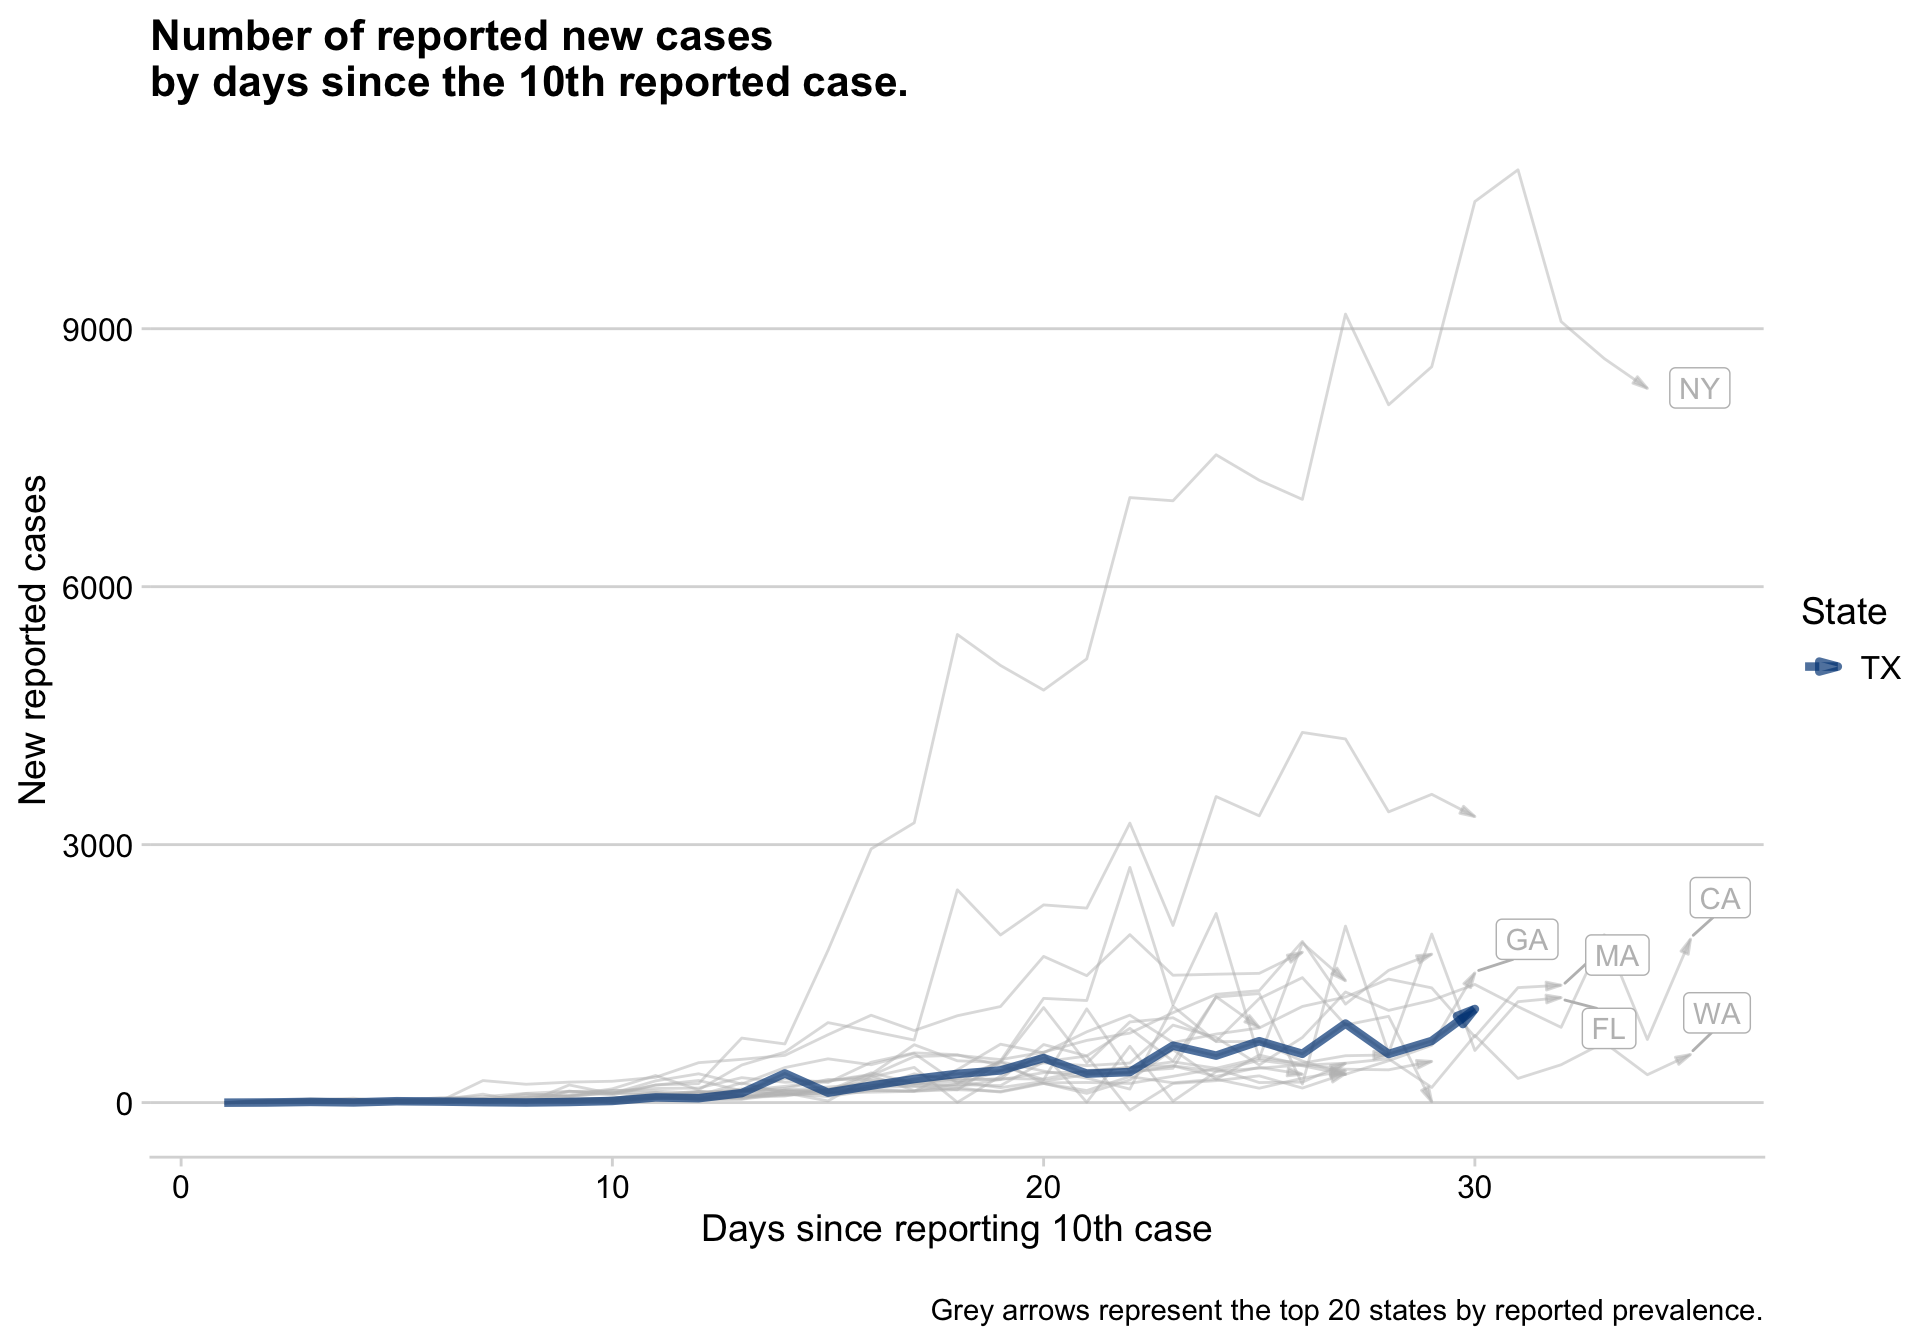 Number of reported new cases
by days since the 10th reported case.
New reported cases
9000
6000
3000
0
0
10
20
30
Days since reporting 10th case
NY
CA
GA
MA
FL
WA
State
TX
Grey arrows represent the top 20 states by reported prevalence.